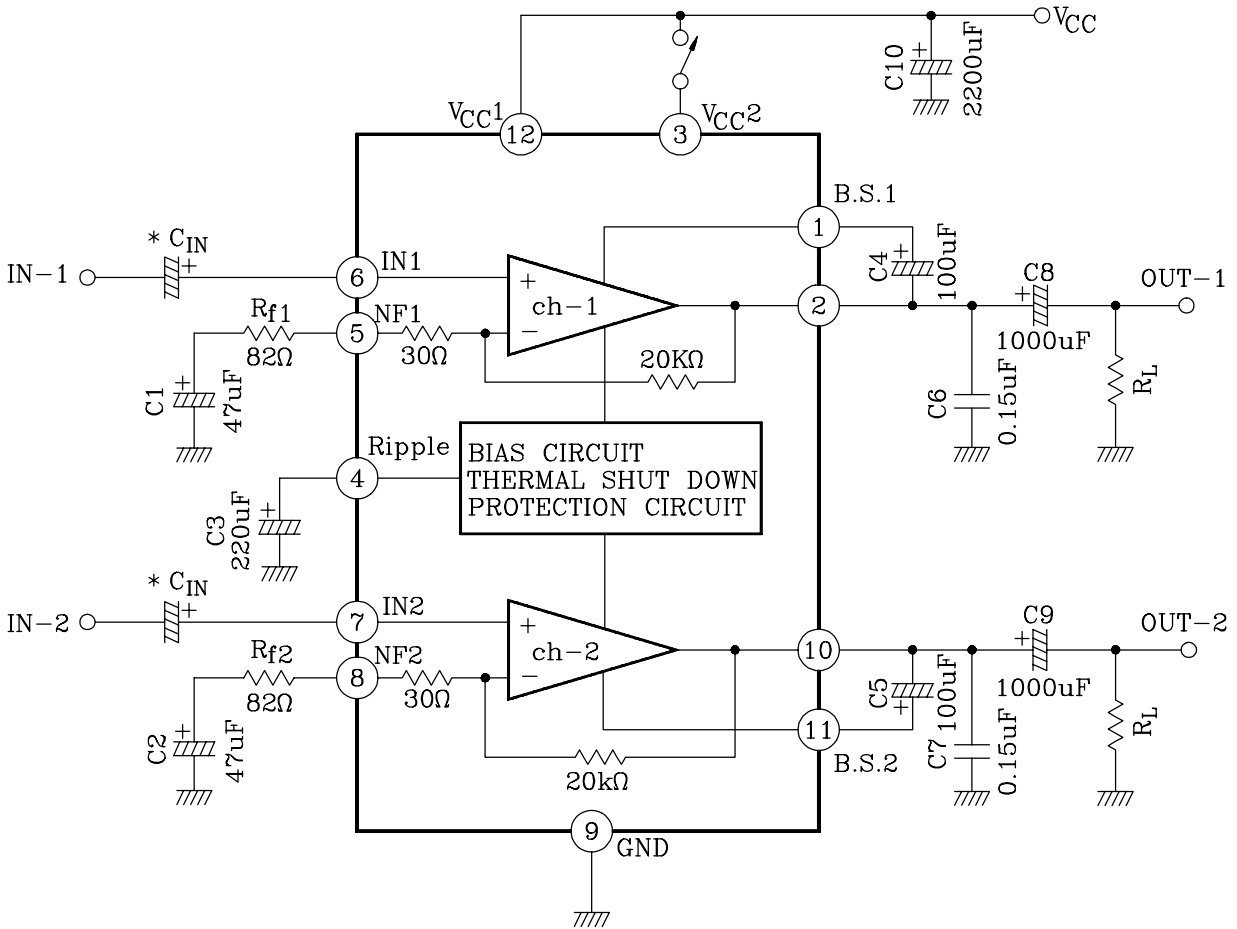 VCC
C10
2200uF
VCC1
12
3
VCC2
B.S.1
1
* CIN
IN-1
+
6
IN1
+
ch-1
−
C4
+
100uF
C8
OUT-1
2
+
1000uF
Rf1
82Ω
5
NF1
30Ω
20KΩ
C1
+
47uF
C6
0.15uF
RL
Ripple
4
BIAS CIRCUIT
THERMAL SHUT DOWN
PROTECTION CIRCUIT
C3
+
220uF
* CIN
IN-2
+
7
IN2
+
ch-2
−
10
C9
OUT-2
+
1000uF
Rf2
82Ω
8
NF2
30Ω
C5
+
100uF
11
B.S.2
C2
+
47uF
20kΩ
C7
0.15uF
RL
9
GND
+